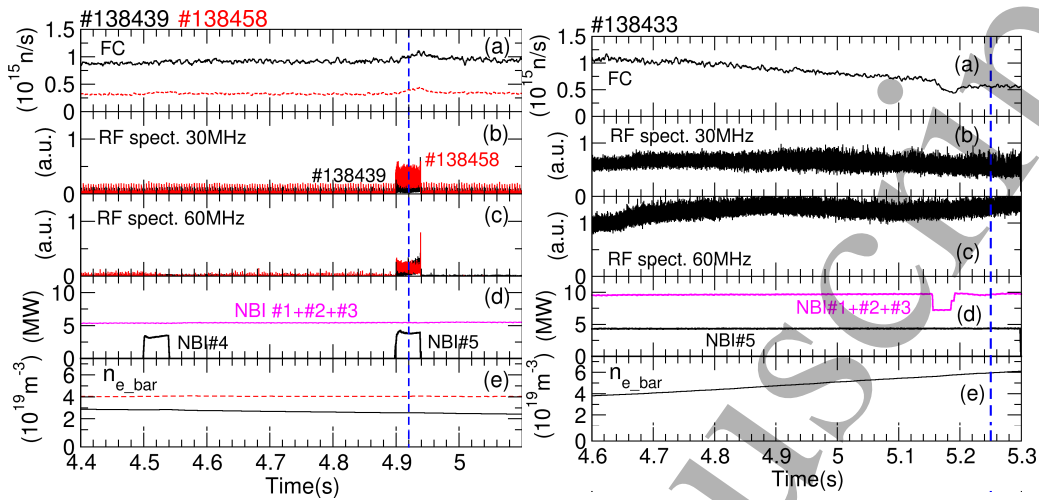 #138439 #138458
FC
(a)
(10^15 n/s)
1.5
1
0.5
0
RF spect. 30MHz
(b)
#138458
#138439
(a.u.)
1
0
RF spect. 60MHz
(c)
(a.u.)
1
0
NBI #1+#2+#3
(d)
NBI#4
NBI#5
(MW)
10
5
0
n_e_bar
(e)
(10^19 m^-3)
6
4
2
0
4.4 4.5 4.6 4.7 4.8 4.9 5
Time(s)
#138433
FC
(a)
(10^15 n/s)
1.5
1
0.5
0
RF spect. 30MHz
(b)
(a.u.)
1
0
(c)
RF spect. 60MHz
(a.u.)
1
0
NBI#1+#2+#3
(d)
NBI#5
(MW)
10
5
0
n_e_bar
(e)
(10^19 m^-3)
6
4
2
0
4.6 4.7 4.8 4.9 5.0 5.1 5.2 5.3
Time(s)
uscrip